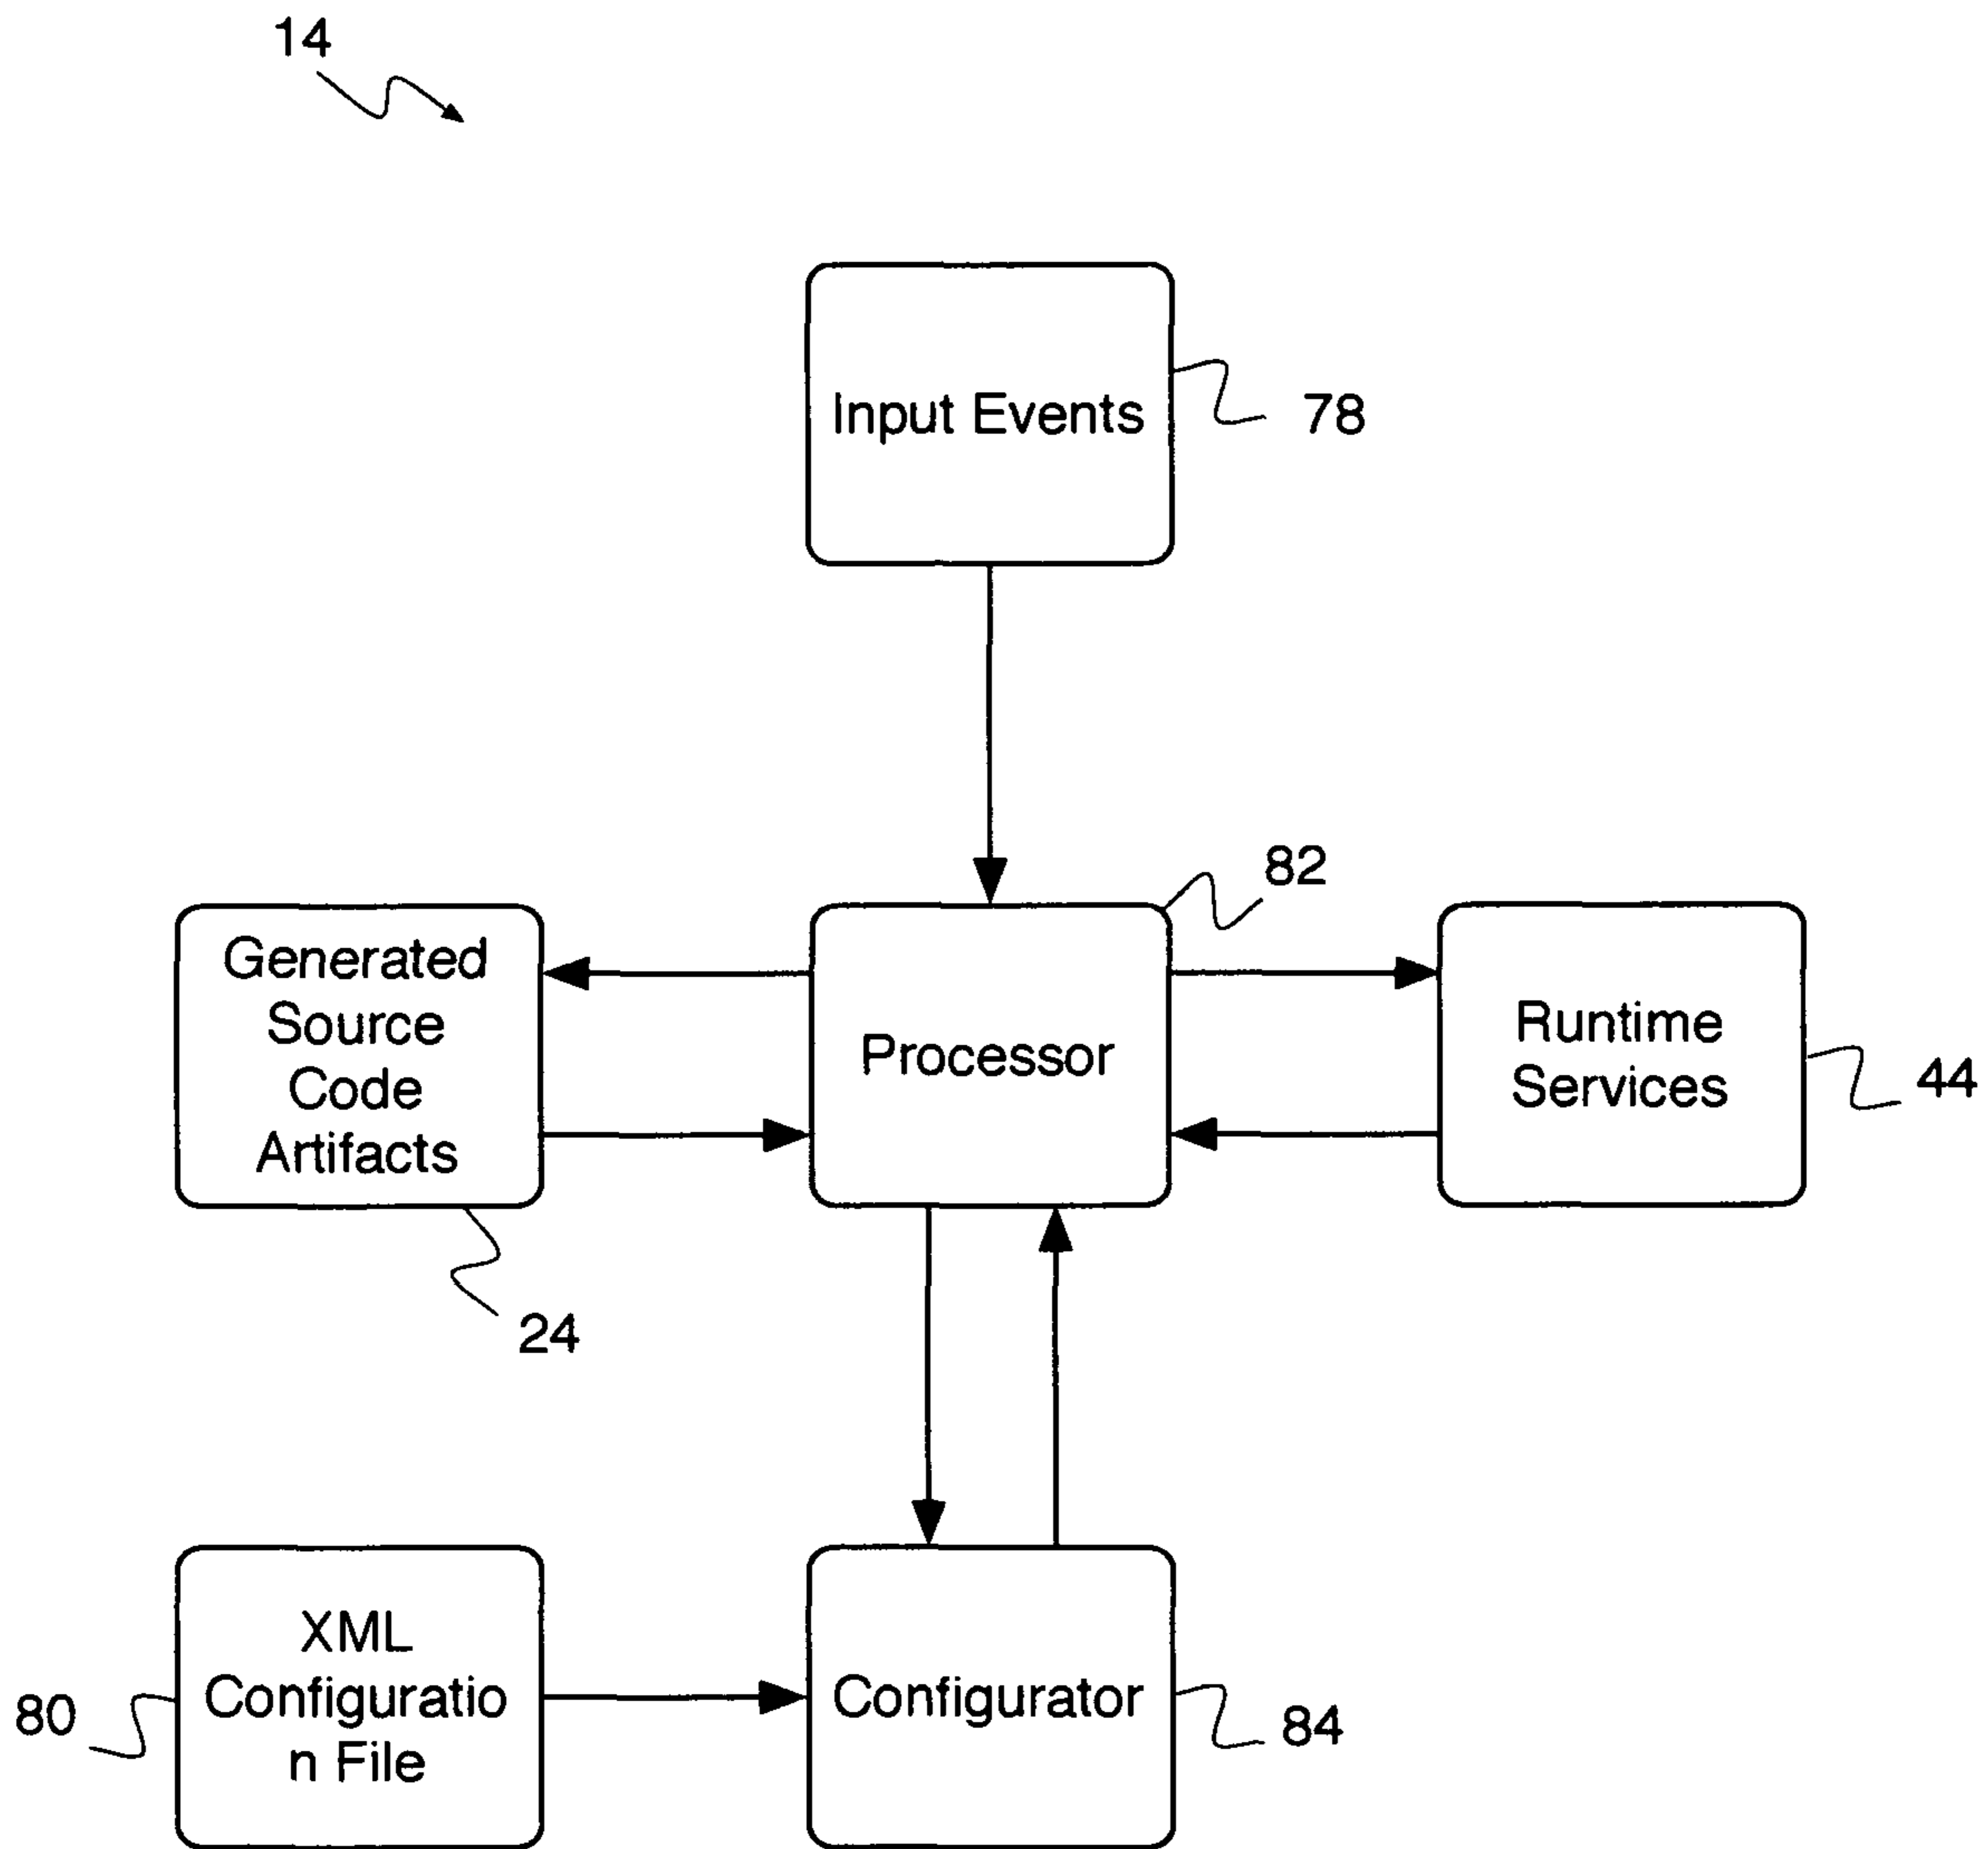 14
Input Events
78
82
Generated
Source
Code
Artifacts
Processor
Runtime
Services
44
24
XML
Configuratio
n File
80
Configurator
84